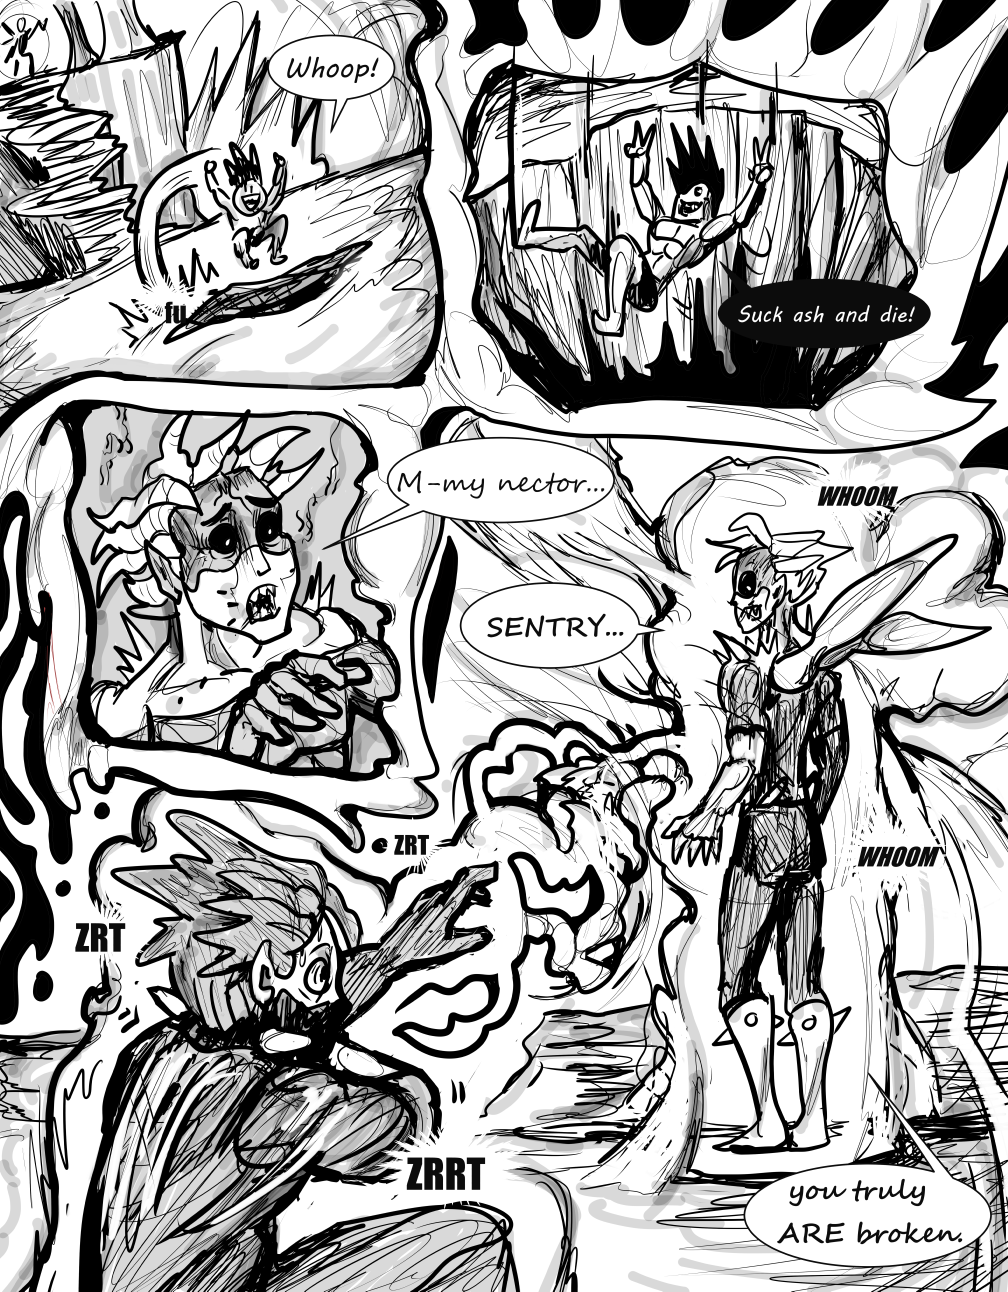 Whoop!
fu
Suck ash and die!
M-my nector...
WHOOM
SENTRY...
ZRT
WHOOM
ZRT
ZRRT
you truly
ARE broken.